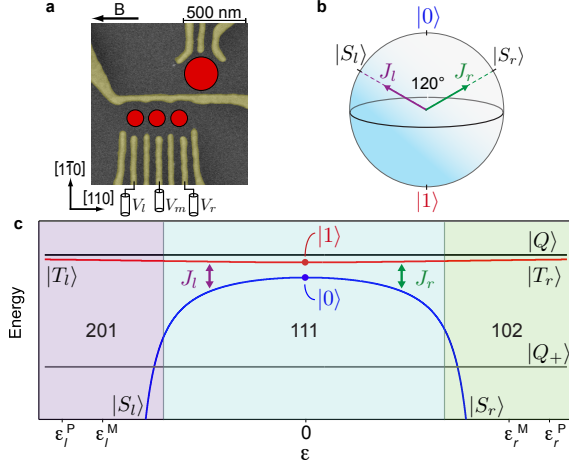 a
B
500 nm
[11̄0]
[110]
V_l
V_m
V_r
b
|0⟩
|S_l⟩
|S_r⟩
J_l
J_r
120°
|1⟩
c
Energy
|1⟩
|Q⟩
|T_l⟩
|T_r⟩
J_l
J_r
|0⟩
201
111
102
|Q₊⟩
|S_l⟩
|S_r⟩
ε_l^P
ε_l^M
0
ε_r^M
ε_r^P
ε